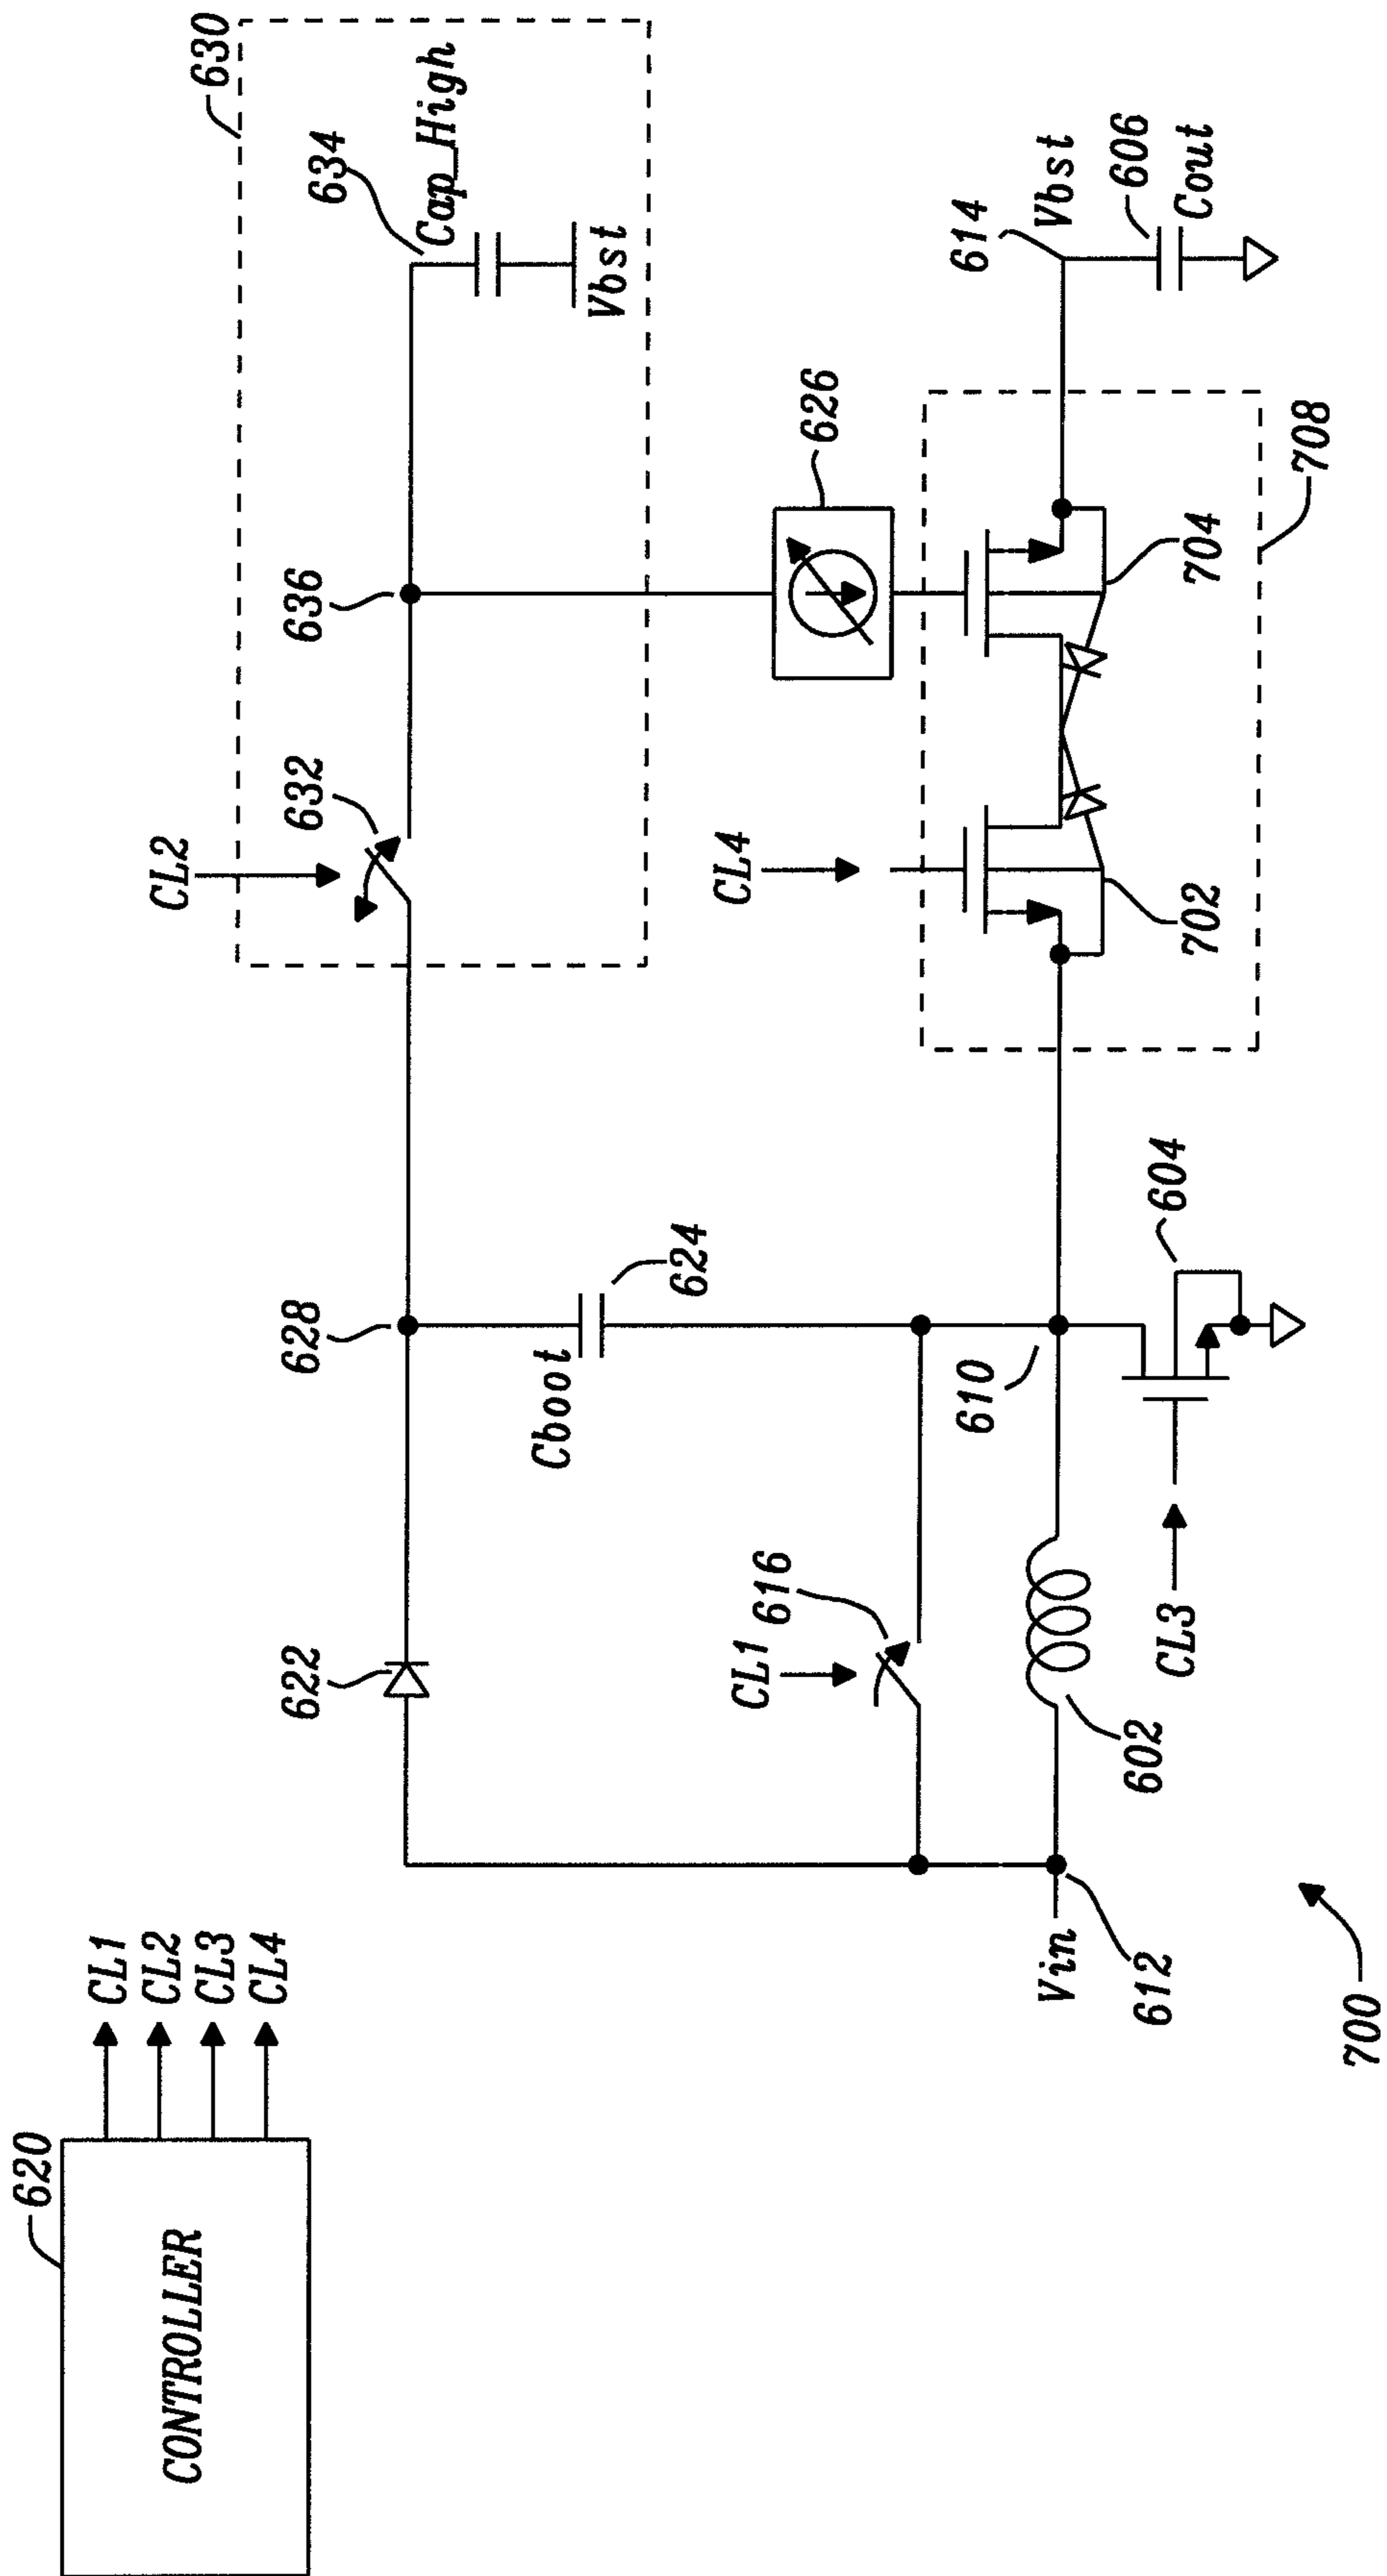 620
CONTROLLER
CL1
CL2
CL3
CL4
630
CL2
632
636
634
Cap_High
Vbst
622
628
Cboot
624
626
CL1
616
CL4
614
Vbst
606
Cout
Vin
612
602
610
604
CL3
702
704
708
700